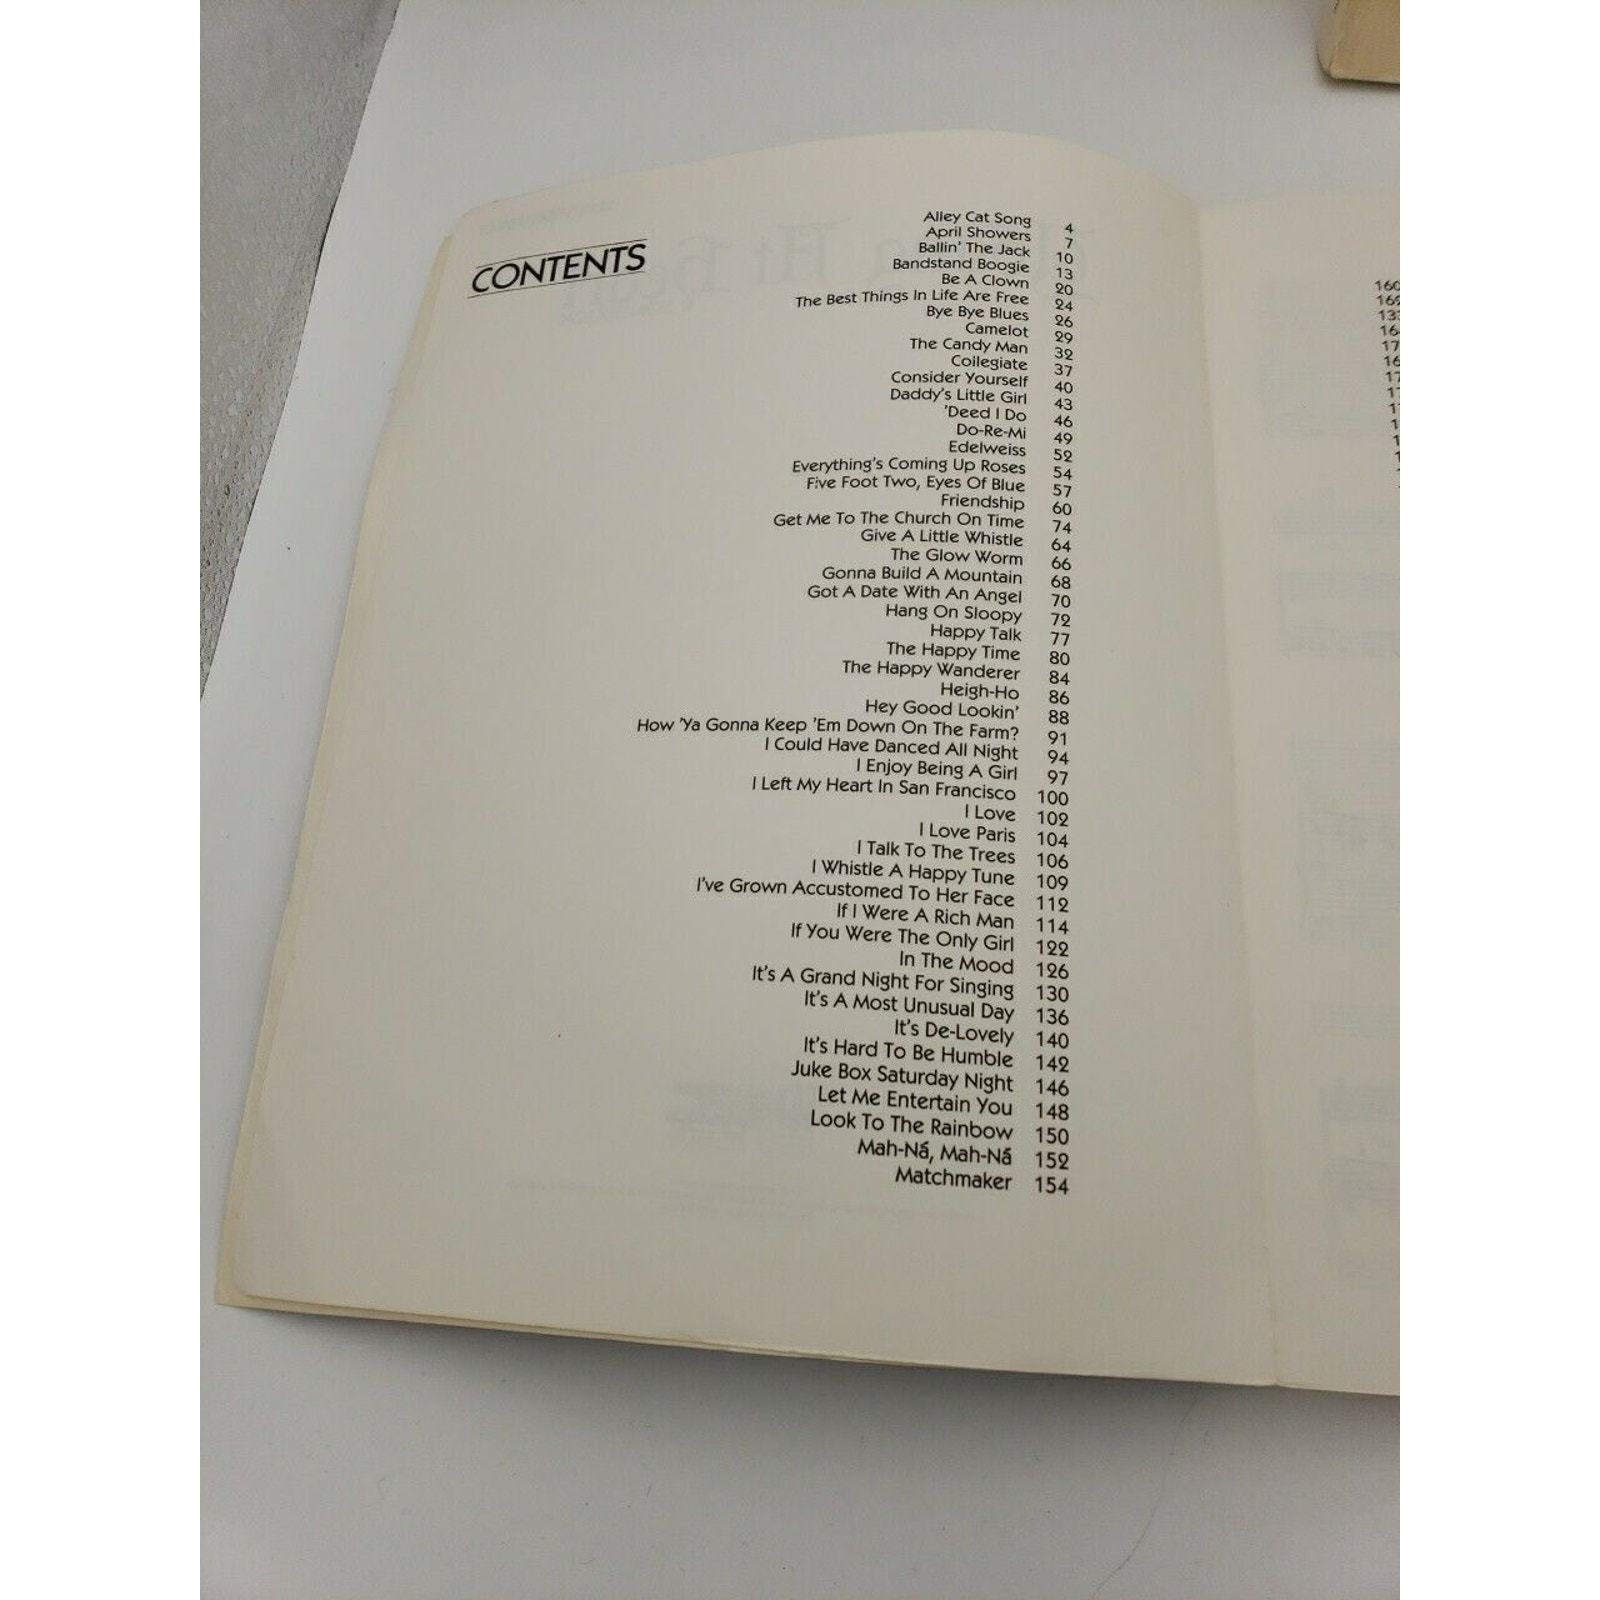 CONTENTS
Alley Cat Song 4
April Showers 7
Ballin' The Jack 10
Bandstand Boogie 13
Be A Clown 20
The Best Things In Life Are Free 24
Bye Bye Blues 26
Camelot 29
The Candy Man 32
Collegiate 37
Consider Yourself 40
Daddy's Little Girl 43
'Deed I Do 46
Do-Re-Mi 49
Edelweiss 52
Everything's Coming Up Roses 54
Five Foot Two, Eyes Of Blue 57
Friendship 60
Get Me To The Church On Time 74
Give A Little Whistle 64
The Glow Worm 66
Gonna Build A Mountain 68
Got A Date With An Angel 70
Hang On Sloopy 72
Happy Talk 77
The Happy Time 80
The Happy Wanderer 84
Heigh-Ho 86
Hey Good Lookin' 88
How 'Ya Gonna Keep 'Em Down On The Farm? 91
I Could Have Danced All Night 94
I Enjoy Being A Girl 97
I Left My Heart In San Francisco 100
I Love 102
I Love Paris 104
I Talk To The Trees 106
I Whistle A Happy Tune 109
I've Grown Accustomed To Her Face 112
If I Were A Rich Man 114
If You Were The Only Girl 122
In The Mood 126
It's A Grand Night For Singing 130
It's A Most Unusual Day 136
It's De-Lovely 140
It's Hard To Be Humble 142
Juke Box Saturday Night 146
Let Me Entertain You 148
Look To The Rainbow 150
Mah-Ná, Mah-Ná 152
Matchmaker 154
160